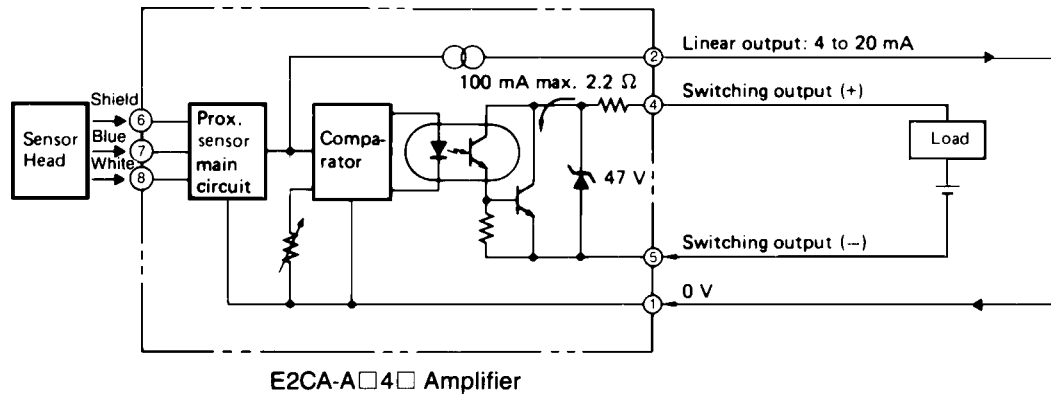 Linear output: 4 to 20 mA
2
100 mA max. 2.2 Ω
Switching output (+)
4
Shield
6
Blue
7
White
8
Sensor
Head
Prox.
sensor
main
circuit
Compa-
rator
47 V
Load
Switching output (−)
5
0 V
1
E2CA-A□4□ Amplifier